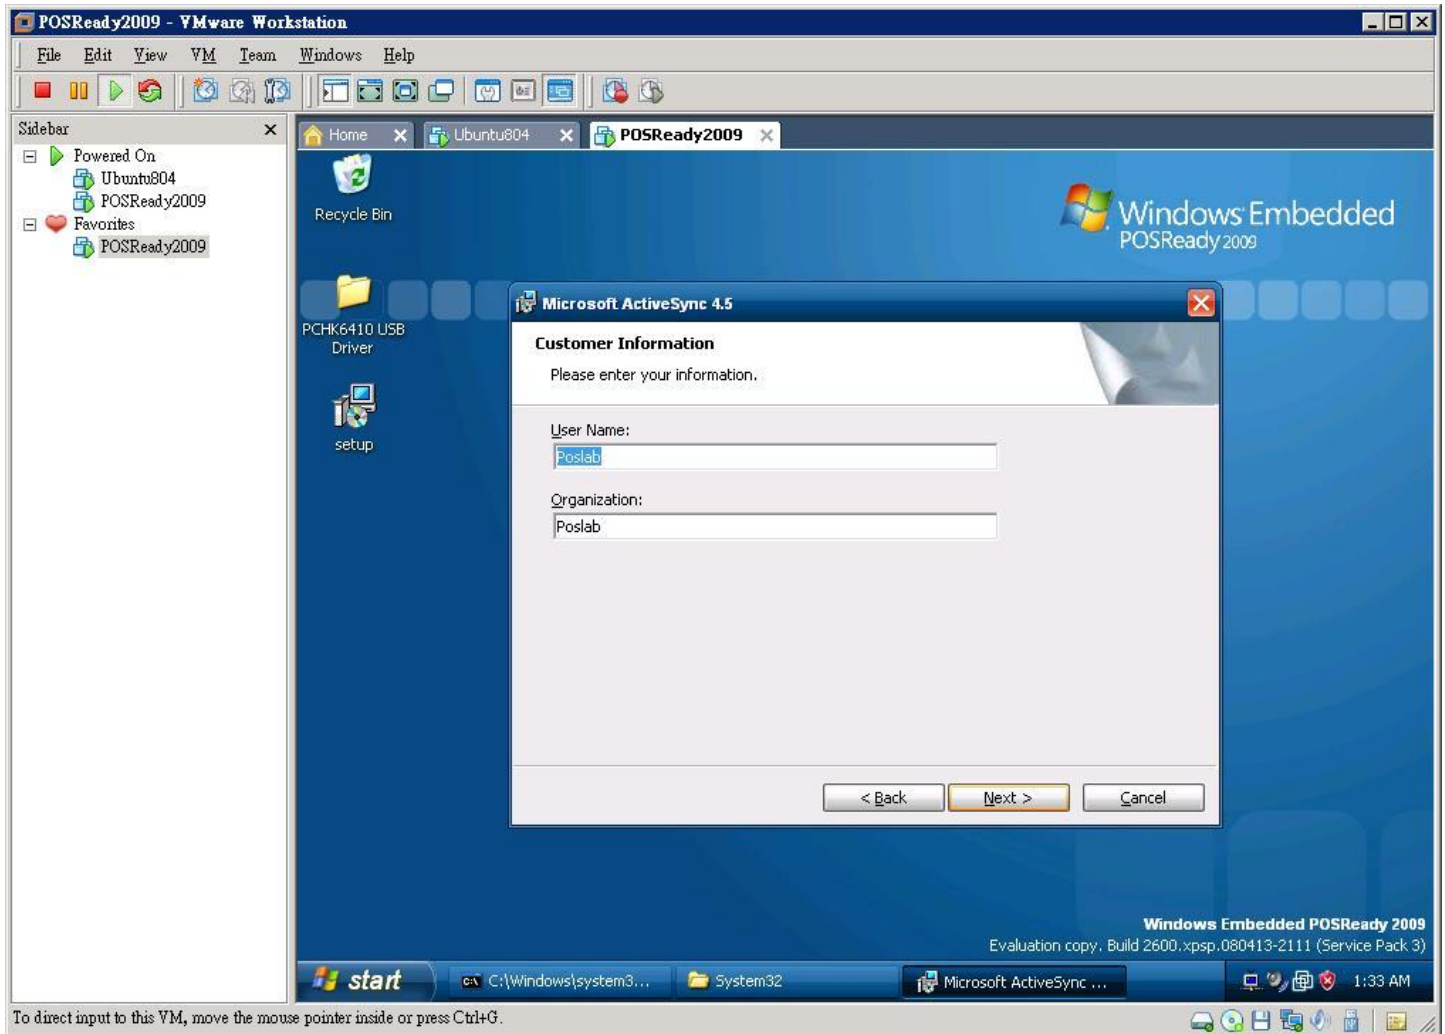 POSReady2009 - VMware Workstation
File Edit View VM Team Windows Help
Sidebar
Powered On
Ubuntu804
POSReady2009
Favorites
POSReady2009
Home Ubuntu804 POSReady2009
Recycle Bin
Windows Embedded
POSReady 2009
PCHK6410 USB
Driver
setup
Microsoft ActiveSync 4.5
Customer Information
Please enter your information.
User Name:
Poslab
Organization:
Poslab
< Back Next > Cancel
Windows Embedded POSReady 2009
Evaluation copy. Build 2600.xpsp.080413-2111 (Service Pack 3)
start C:\Windows\system3... System32 Microsoft ActiveSync ... 1:33 AM
To direct input to this VM, move the mouse pointer inside or press Ctrl+G.